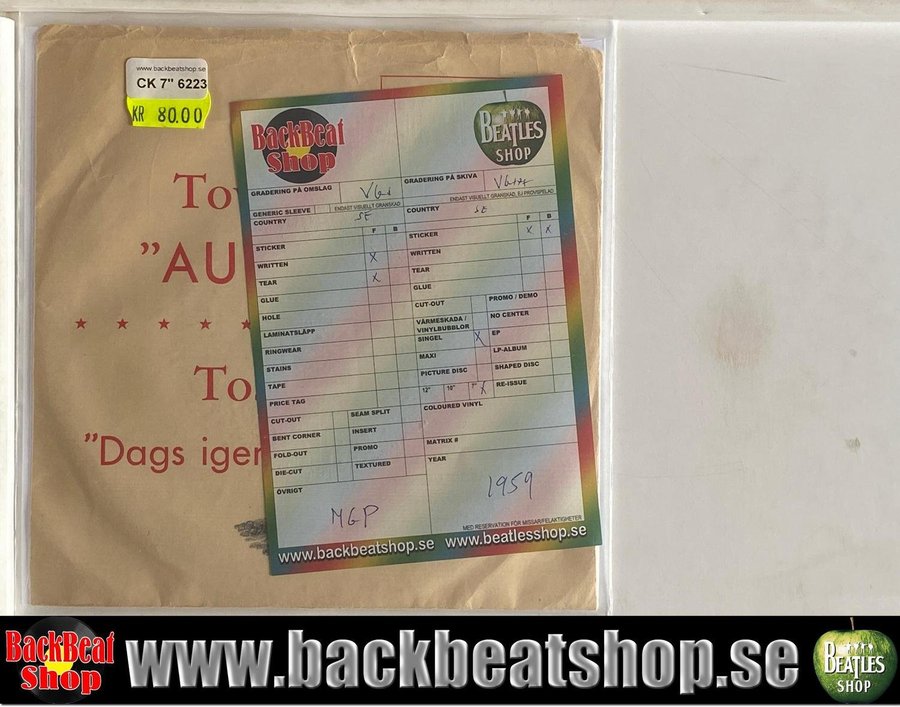 www.backbeatshop.se
CK 7" 6223
KR 80.00
"AU
"Dags iger
BackBeat
Shop
BEATLES
SHOP
GRADERING PÅ OMSLAG
VG+
ENDAST VISUELLT GRANSKAD
GENERIC SLEEVE
COUNTRY
SE
F B
STICKER
WRITTEN X
TEAR X
GLUE
HOLE
LAMINATSLÄPP
RINGWEAR
STAINS
TAPE
PRICE TAG
CUT-OUT SEAM SPLIT
BENT CORNER INSERT
FOLD-OUT PROMO
DIE-CUT TEXTURED
ÖVRIGT
MGP
GRADERING PÅ SKIVA
VG++
ENDAST VISUELLT GRANSKAD, EJ PROVSPELAD
COUNTRY
SE
F B
STICKER X X
WRITTEN
TEAR
GLUE
CUT-OUT PROMO / DEMO
VÄRMESKADA /
VINYLBUBBLOR NO CENTER
SINGEL X EP
MAXI LP-ALBUM
PICTURE DISC SHAPED DISC
12" 10" 7" X RE-ISSUE
COLOURED VINYL
MATRIX #
YEAR
1959
MED RESERVATION FÖR MISSAR/FELAKTIGHETER
www.backbeatshop.se www.beatlesshop.se
BackBeat
Shop
www.backbeatshop.se
BEATLES
SHOP